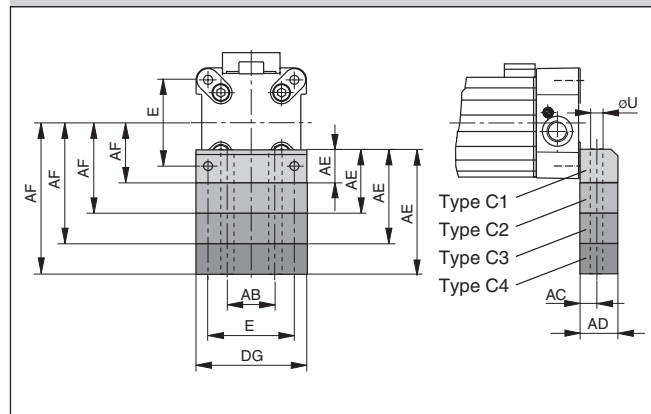 E
AF
AF
AF
AF
AE
AE
AE
AE
AB
E
DG
øU
Type C1
Type C2
Type C3
Type C4
AC
AD